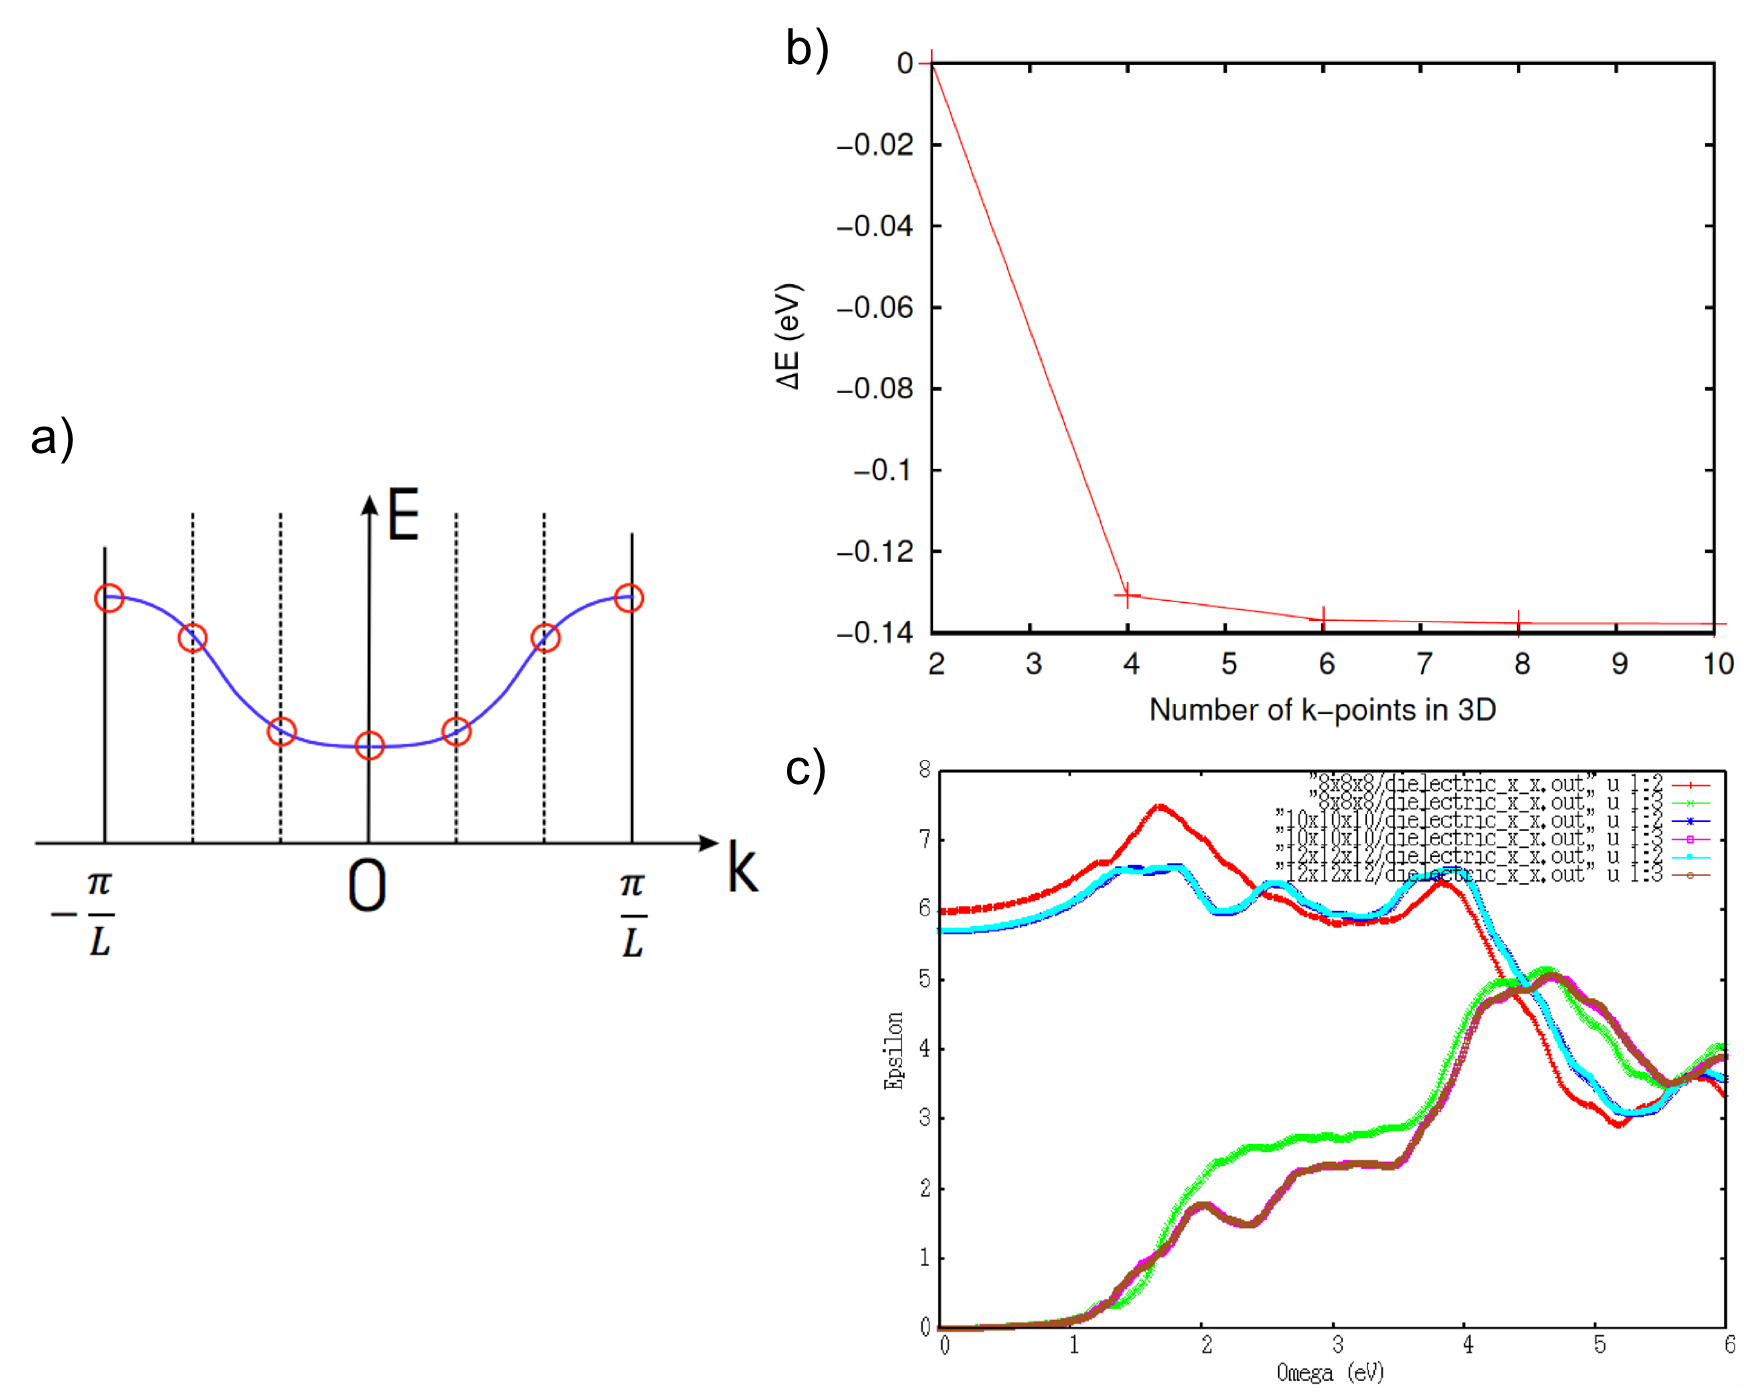 a)
E
k
0
− π/L
π/L
b)
0
−0.02
−0.04
−0.06
−0.08
−0.1
−0.12
−0.14
2 3 4 5 6 7 8 9 10
ΔE (eV)
Number of k−points in 3D
c)
"8x8x8/dielectric_x_x.out" u 1:2
"8x8x8/dielectric_x_x.out" u 1:3
"10x10x10/dielectric_x_x.out" u 1:2
"10x10x10/dielectric_x_x.out" u 1:3
"12x12x12/dielectric_x_x.out" u 1:2
"12x12x12/dielectric_x_x.out" u 1:3
8
7
6
5
4
3
2
1
0
0 1 2 3 4 5 6
Epsilon
Omega (eV)